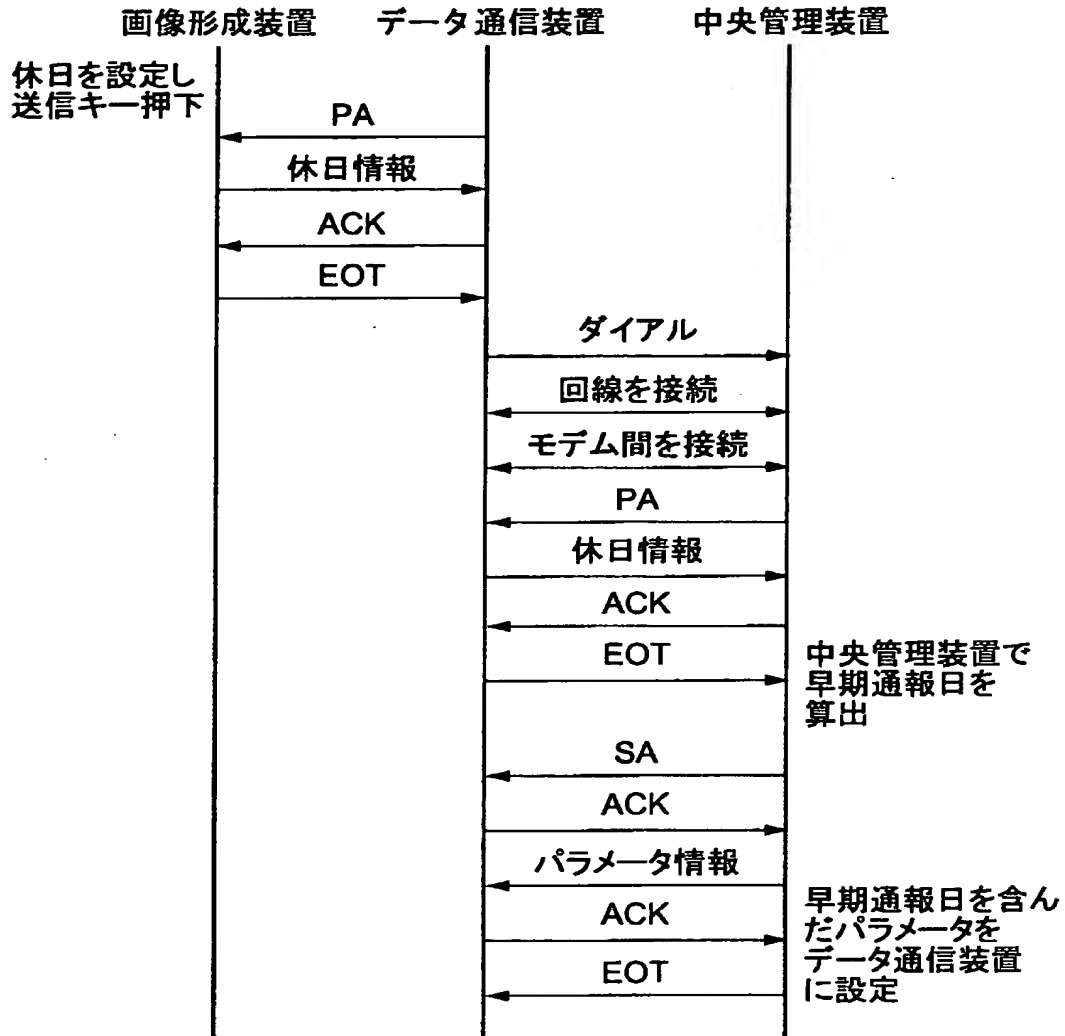 画像形成装置 データ通信装置 中央管理装置
休日を設定し
送信キー押下
PA
休日情報
ACK
EOT
ダイアル
回線を接続
モデム間を接続
PA
休日情報
ACK
EOT
中央管理装置で
早期通報日を
算出
SA
ACK
パラメータ情報
ACK
EOT
早期通報日を含ん
だパラメータを
データ通信装置
に設定